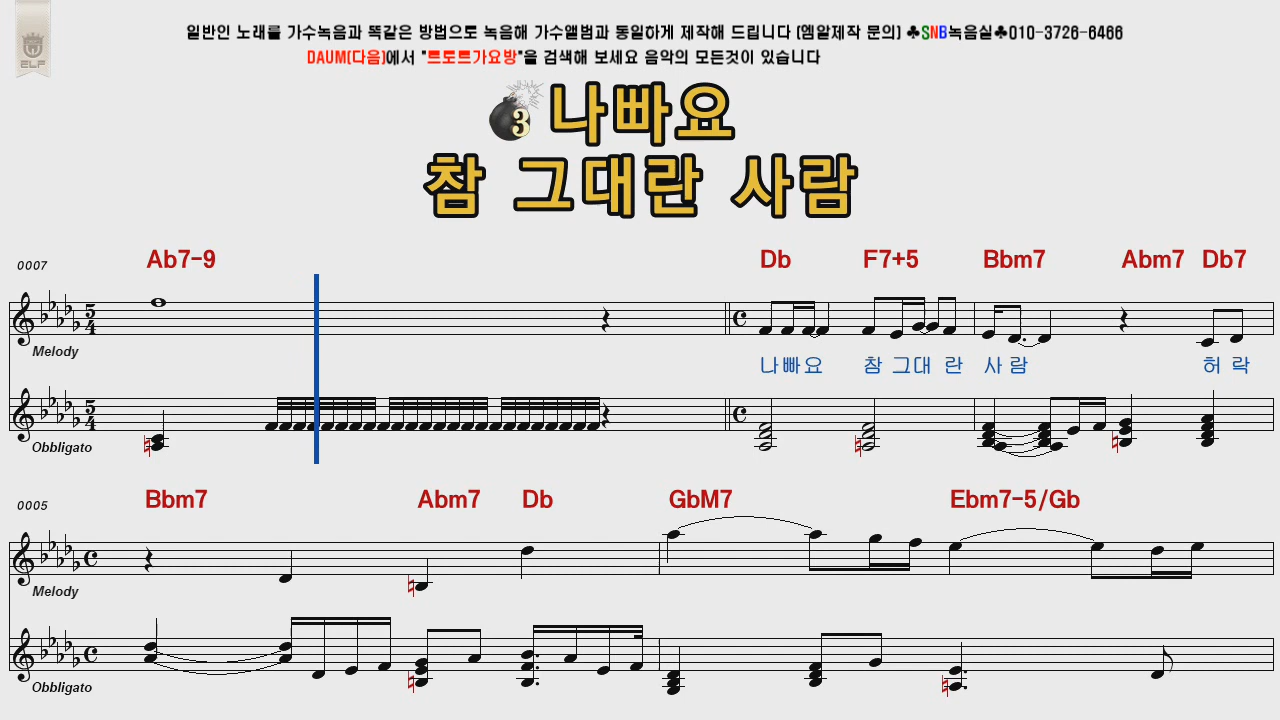 일반인 노래를 가수녹음과 똑같은 방법으로 녹음해 가수앨범과 동일하게 제작해 드립니다 (엠알제작 문의) ♣SNB녹음실♣010-3726-6466
DAUM(다음)에서 "트로트가요방"을 검색해 보세요 음악의 모든것이 있습니다
ELF
3 나빠요
참 그대란 사람
0007 Ab7-9 Db F7+5 Bbm7 Abm7 Db7
5/4
Melody
나빠요 참 그대 란 사 람 허 락
5/4
Obbligato
0005 Bbm7 Abm7 Db GbM7 Ebm7-5/Gb
Melody
Obbligato